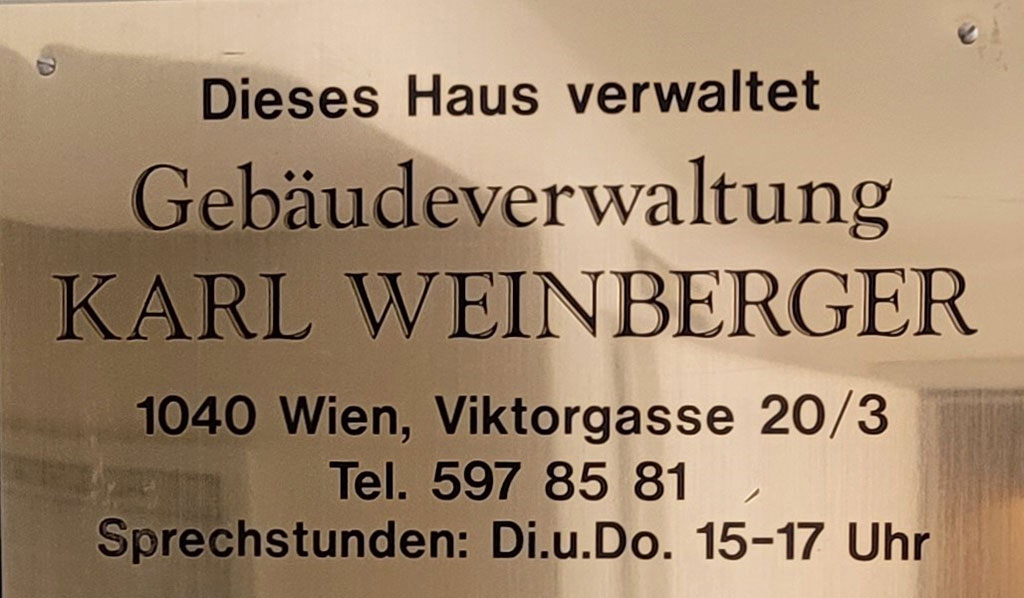 Dieses Haus verwaltet
Gebäudeverwaltung
KARL WEINBERGER
1040 Wien, Viktorgasse 20/3
Tel. 597 85 81
Sprechstunden: Di.u.Do. 15-17 Uhr